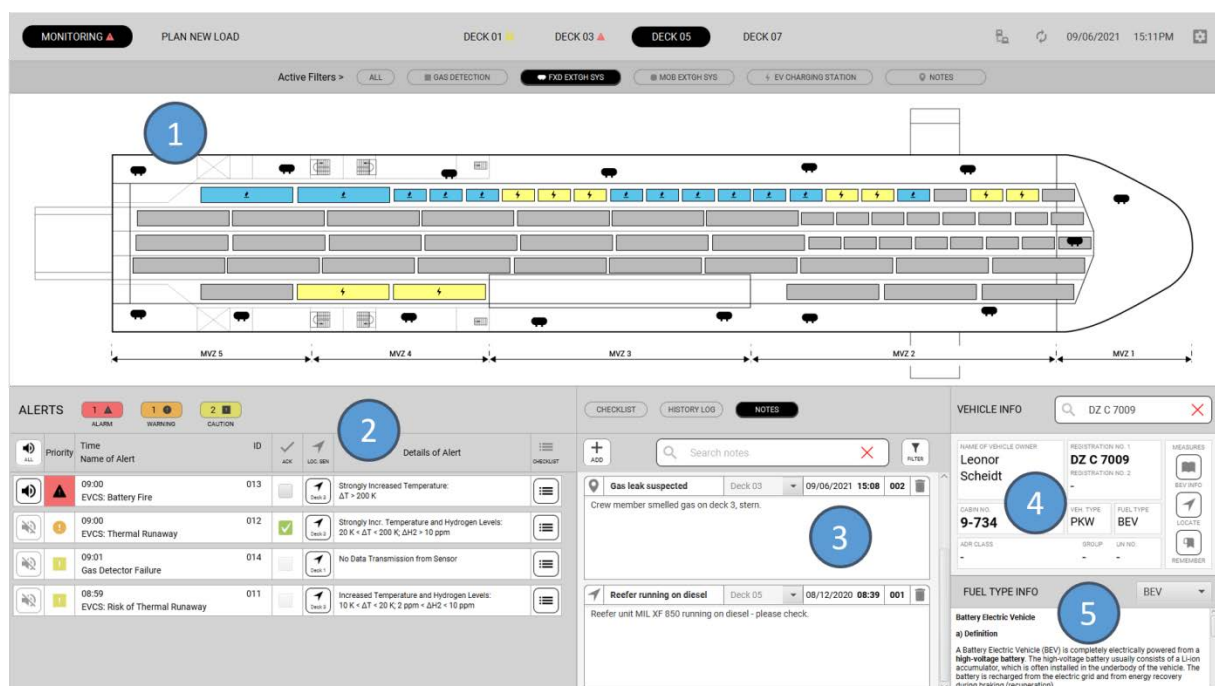 MONITORING
PLAN NEW LOAD
DECK 01
DECK 03
DECK 05
DECK 07
09/06/2021 15:11PM
Active Filters >
ALL
GAS DETECTION
FXD EXTGH SYS
MOB EXTGH SYS
EV CHARGING STATION
NOTES
1
MVZ 5
MVZ 4
MVZ 3
MVZ 2
MVZ 1
ALERTS
1
ALARM
1
WARNING
2
CAUTION
2
ALL
Priority
Time
Name of Alert
ID
ACK
LOC. SEN
Details of Alert
CHECKLIST
09:00
EVCS: Battery Fire
013
Strongly Increased Temperature:
ΔT > 200 K
09:00
EVCS: Thermal Runaway
012
Strongly Incr. Temperature and Hydrogen Levels:
20 K < ΔT < 200 K; ΔH2 > 10 ppm
09:01
Gas Detector Failure
014
Deck 1
No Data Transmission from Sensor
08:59
EVCS: Risk of Thermal Runaway
011
Increased Temperature and Hydrogen Levels:
10 K < ΔT < 20 K; 2 ppm < ΔH2 < 10 ppm
CHECKLIST
HISTORY LOG
NOTES
ADD
Search notes
FILTER
Gas leak suspected
Deck 03
09/06/2021 15:08
002
Crew member smelled gas on deck 3, stern.
3
Reefer running on diesel
Deck 05
08/12/2020 08:39
001
Reefer unit MIL XF 850 running on diesel - please check.
VEHICLE INFO
DZ C 7009
NAME OF VEHICLE OWNER
Leonor
Scheidt
REGISTRATION NO. 1
DZ C 7009
REGISTRATION NO. 2
-
MEASURES
BEV INFO
LOCATE
REMEMBER
CABIN NO.
9-734
4
VEH. TYPE
PKW
FUEL TYPE
BEV
ADR CLASS
-
GROUP
-
UN NO.
-
FUEL TYPE INFO
BEV
5
Battery Electric Vehicle
a) Definition
A Battery Electric Vehicle (BEV) is completely electrically powered from a
high-voltage battery. The high-voltage battery usually consists of a Li-ion
accumulator, which is often installed in the underbody of the vehicle. The
battery is recharged from the electric grid and from energy recovery
during braking (recuperation)